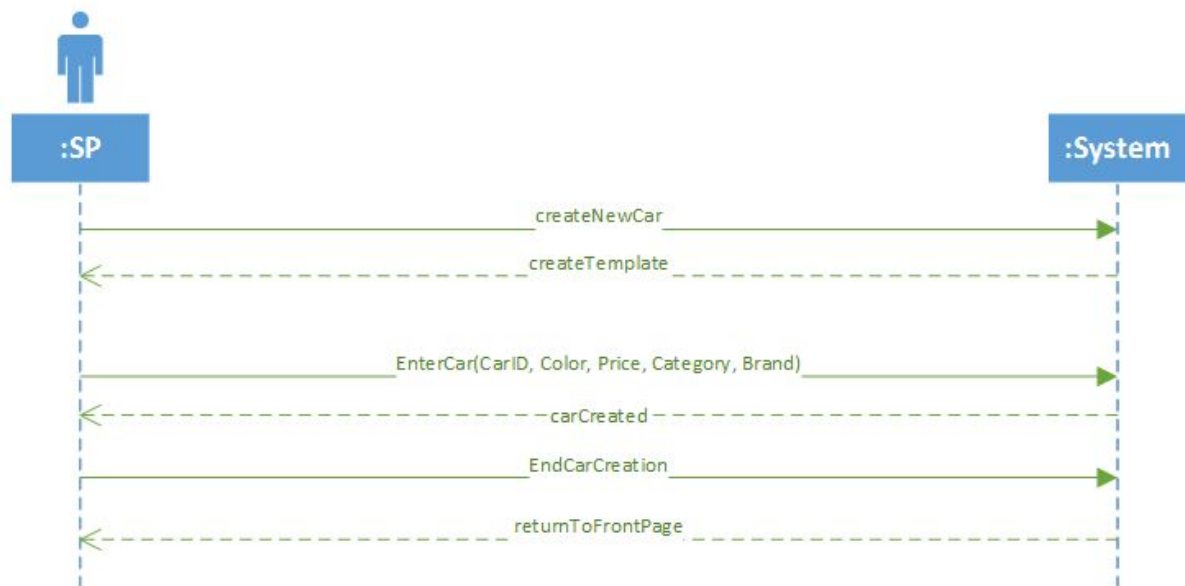 :SP
:System
createNewCar
createTemplate
EnterCar(CarID, Color, Price, Category, Brand)
carCreated
EndCarCreation
returnToFrontPage